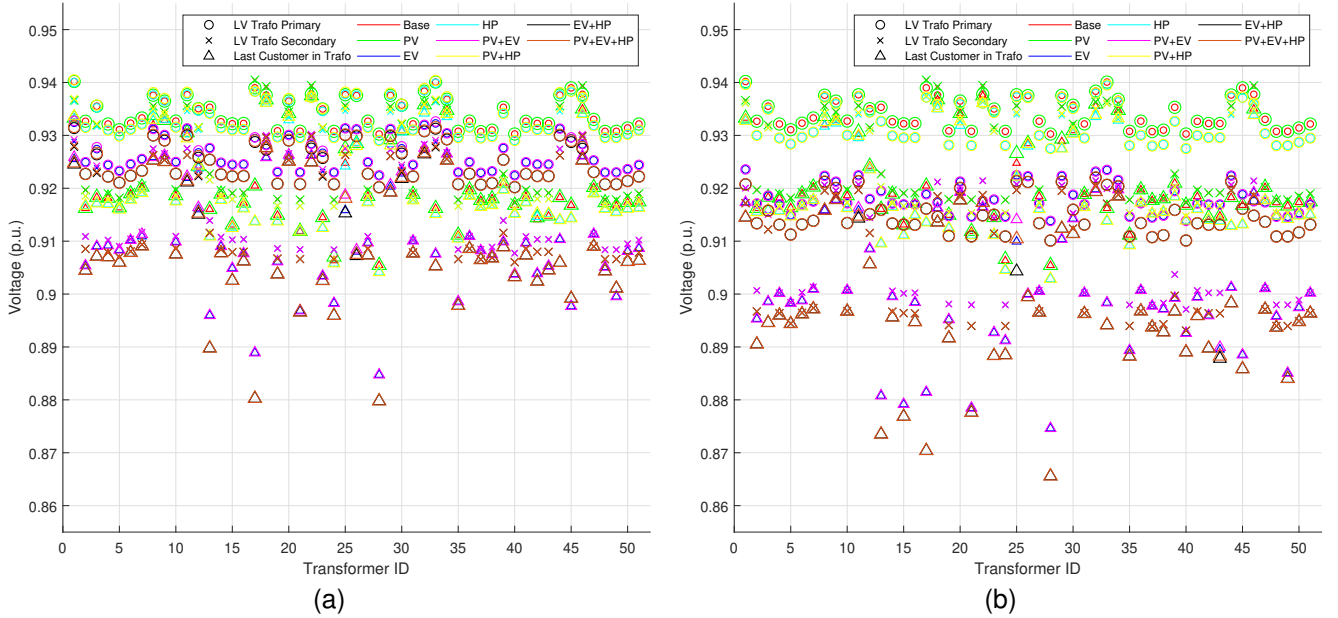 LV Trafo Primary Base HP EV+HP
LV Trafo Secondary PV PV+EV PV+EV+HP
Last Customer in Trafo EV PV+HP
0.95
0.94
0.93
0.92
0.91
0.9
0.89
0.88
0.87
0.86
Voltage (p.u.)
0 5 10 15 20 25 30 35 40 45 50
Transformer ID
(a)
LV Trafo Primary Base HP EV+HP
LV Trafo Secondary PV PV+EV PV+EV+HP
Last Customer in Trafo EV PV+HP
0.95
0.94
0.93
0.92
0.91
0.9
0.89
0.88
0.87
0.86
Voltage (p.u.)
0 5 10 15 20 25 30 35 40 45 50
Transformer ID
(b)